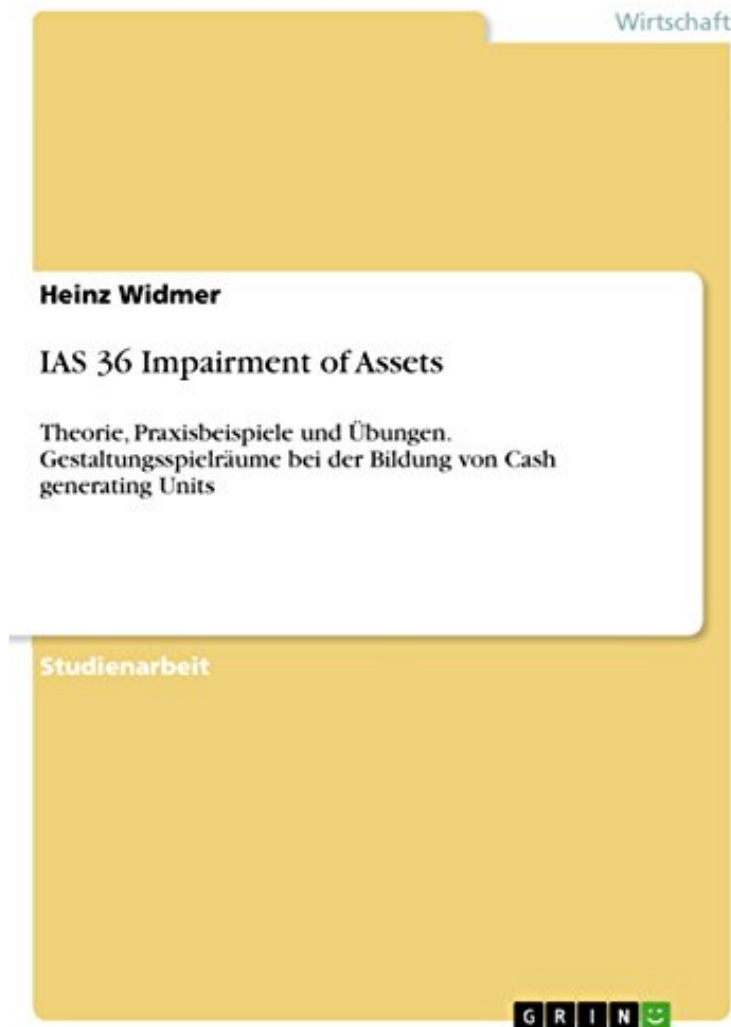 Wirtschaft
Heinz Widmer
IAS 36 Impairment of Assets
Theorie, Praxisbeispiele und Übungen.
Gestaltungsspielräume bei der Bildung von Cash
generating Units
Studienarbeit
GRIN